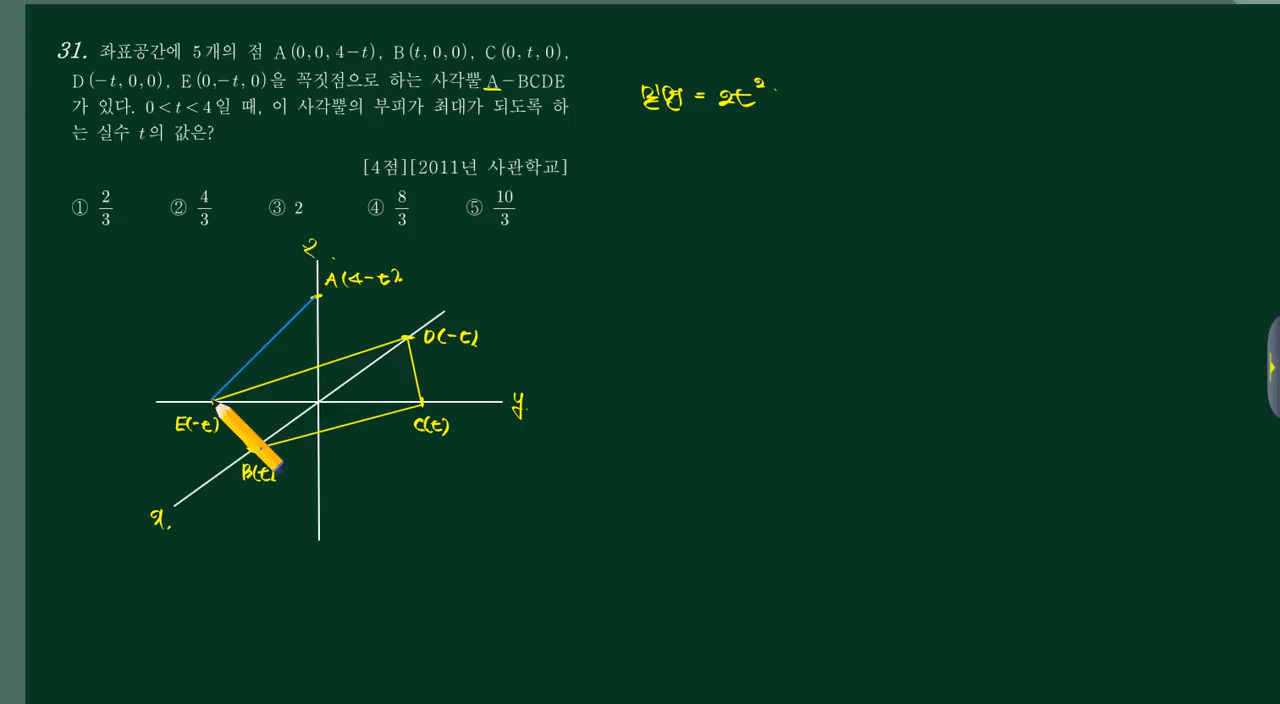 31. 좌표공간에 5개의 점 A(0,0,4−t), B(t,0,0), C(0,t,0),
D(−t,0,0), E(0,−t,0)을 꼭짓점으로 하는 사각뿔 A−BCDE
가 있다. 0<t<4일 때, 이 사각뿔의 부피가 최대가 되도록 하
는 실수 t의 값은?
[4점][2011년 사관학교]
① 2/3 ② 4/3 ③ 2 ④ 8/3 ⑤ 10/3
밑면 = 2t²
z
A(4-t)
D(-t)
y
E(-t)
C(t)
B(t)
x